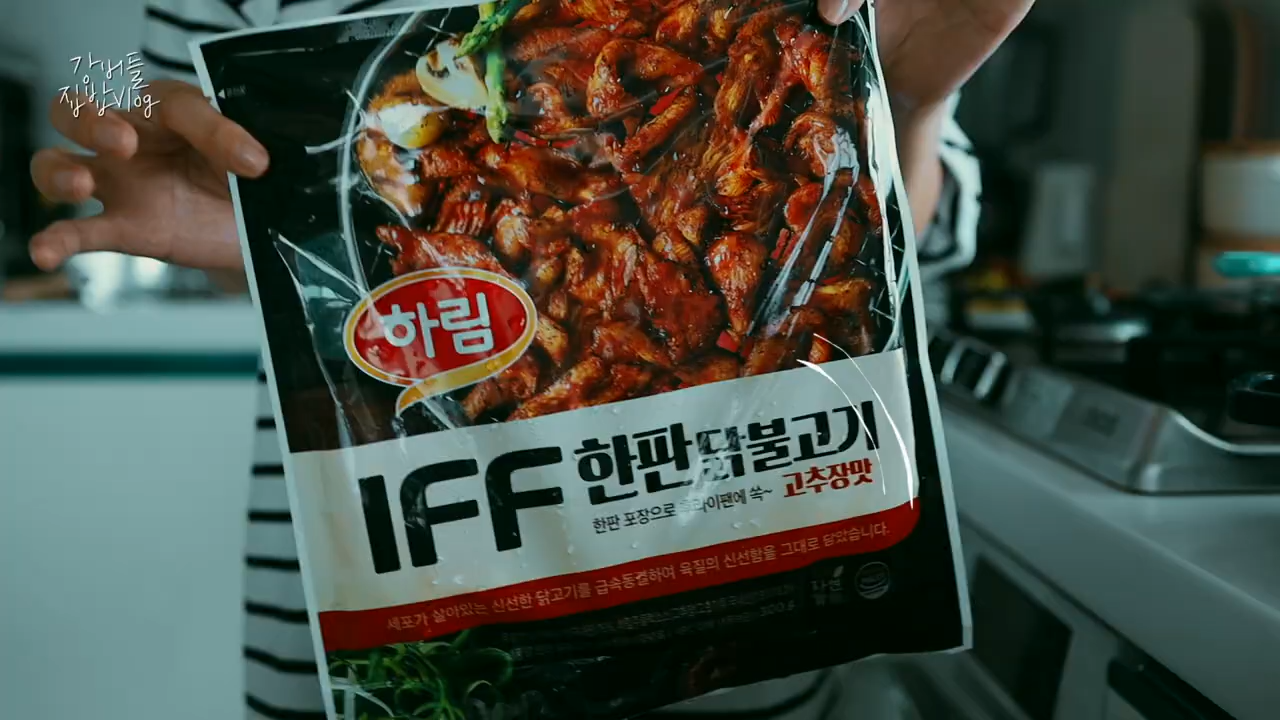 강버들
집밥Vlog
하림
IFF 한판닭불고기
고추장맛
한판 포장으로 후라이팬에 쏙~
세포가 살아있는 신선한 닭고기를 급속동결하여 육질의 신선함을 그대로 담았습니다.
300 g